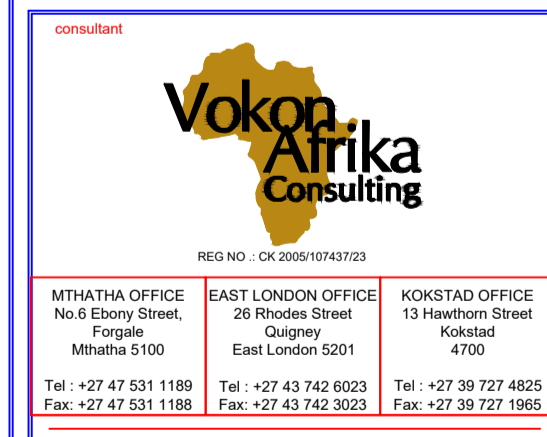 consultant
Vokon
Afrika
Consulting
REG NO .: CK 2005/107437/23
MTHATHA OFFICE
No.6 Ebony Street,
Forgale
Mthatha 5100
Tel : +27 47 531 1189
Fax: +27 47 531 1188
EAST LONDON OFFICE
26 Rhodes Street
Quigney
East London 5201
Tel : +27 43 742 6023
Fax: +27 43 742 3023
KOKSTAD OFFICE
13 Hawthorn Street
Kokstad
4700
Tel : +27 39 727 4825
Fax: +27 39 727 1965